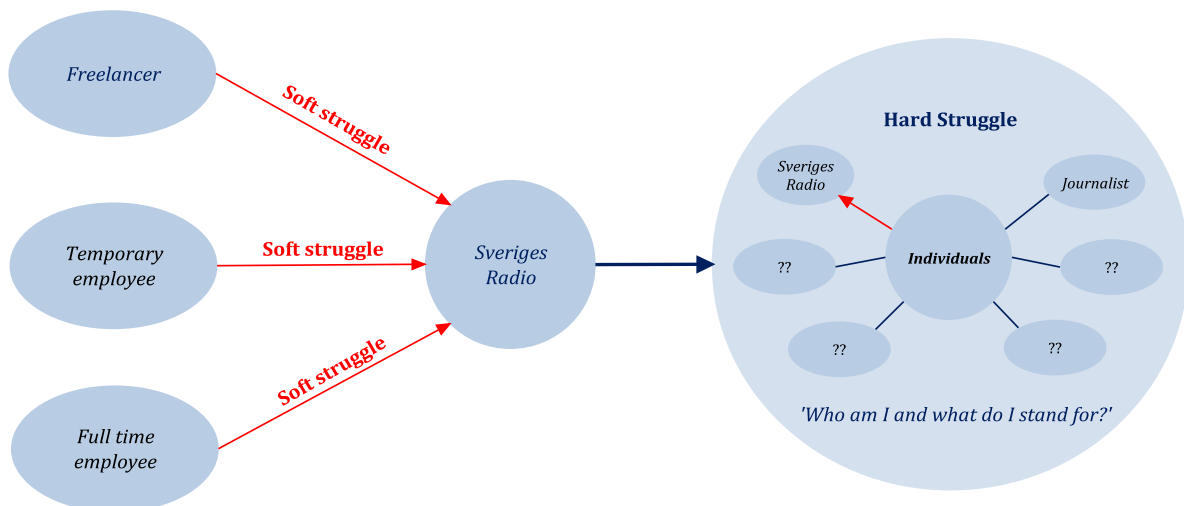 Freelancer
Soft struggle
Temporary
employee
Soft struggle
Full time
employee
Soft struggle
Sveriges
Radio
Hard Struggle
Sveriges
Radio
Journalist
Individuals
??
??
??
??
'Who am I and what do I stand for?'